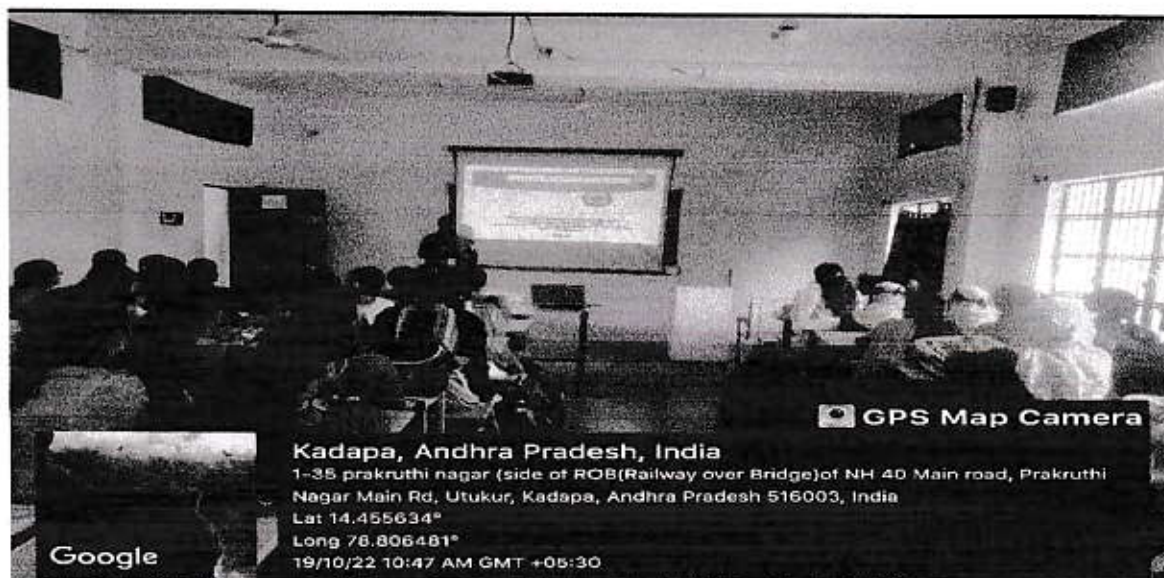 GPS Map Camera
Kadapa, Andhra Pradesh, India
1-35 prakruthi nagar (side of ROB(Railway over Bridge)of NH 40 Main road, Prakruthi
Nagar Main Rd, Utukur, Kadapa, Andhra Pradesh 516003, India
Lat 14.455634°
Long 78.806481°
19/10/22 10:47 AM GMT +05:30
Google